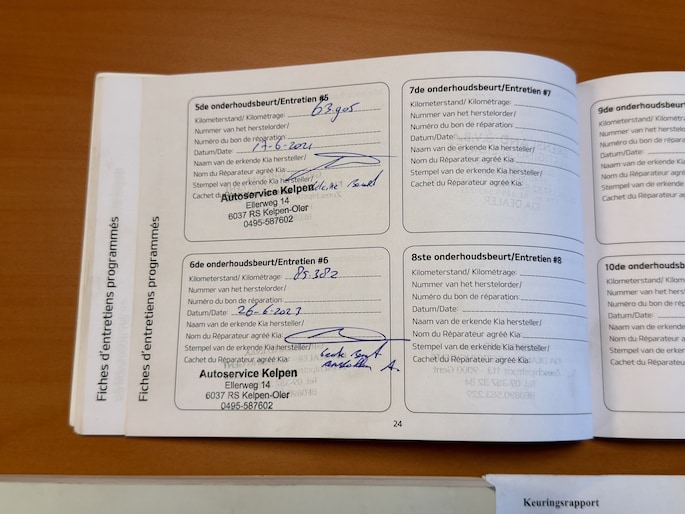 Fiches d'entretiens programmés
Fiches d'entretiens programmés
5de onderhoudsbeurt/Entretien #5
Kilometerstand/ Kilométrage: 63.905
Nummer van het herstelorder/
Numéro du bon de réparation:
Datum/Date: 17-6-2021
Naam van de erkende Kia hersteller/
Nom du Réparateur agréé Kia:
Stempel van de erkende Kia hersteller/
Cachet du Réparateur agréé Kia:
Autoservice Kelpen
Ellerweg 14
6037 RS Kelpen-Oler
0495-587602
6de onderhoudsbeurt/Entretien #6
Kilometerstand/ Kilométrage: 85.382
Nummer van het herstelorder/
Numéro du bon de réparation:
Datum/Date: 26-6-2023
Naam van de erkende Kia hersteller/
Nom du Réparateur agréé Kia:
Stempel van de erkende Kia hersteller/
Cachet du Réparateur agréé Kia:
Autoservice Kelpen
Ellerweg 14
6037 RS Kelpen-Oler
0495-587602
7de onderhoudsbeurt/Entretien #7
Kilometerstand/ Kilométrage:
Nummer van het herstelorder/
Numéro du bon de réparation:
Datum/Date:
Naam van de erkende Kia hersteller/
Nom du Réparateur agréé Kia:
Stempel van de erkende Kia hersteller/
Cachet du Réparateur agréé Kia:
8ste onderhoudsbeurt/Entretien #8
Kilometerstand/ Kilométrage:
Nummer van het herstelorder/
Numéro du bon de réparation:
Datum/Date:
Naam van de erkende Kia hersteller/
Nom du Réparateur agréé Kia:
Stempel van de erkende Kia hersteller/
Cachet du Réparateur agréé Kia:
24
9de onderhoudsb
Kilometerstand/ Kil
Nummer van het hers
Numéro du bon de ré
Datum/Date:
Naam van de erkende
Nom du Réparateur
Stempel van de erk
Cachet du Réparate
10de onderhoudsb
Kilometerstand/ Kilo
Nummer van het herst
Numéro du bon de ré
Datum/Date:
Naam van de erkende
Nom du Réparateur a
Stempel van de erke
Cachet du Réparateu
Keuringsrapport